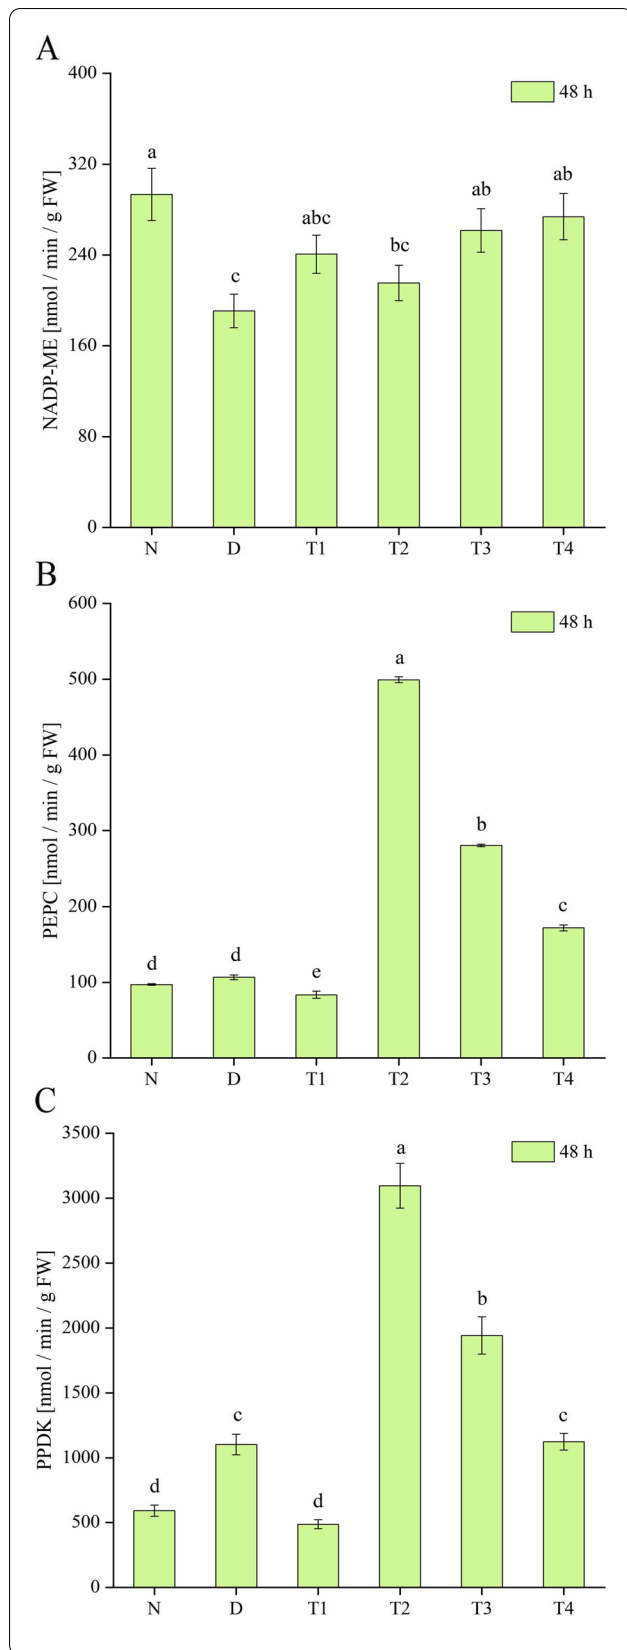 A
NADP-ME [nmol / min / g FW]
400
320
240
160
80
0
48 h
a
c
abc
bc
ab
ab
N D T1 T2 T3 T4
B
PEPC [nmol / min / g FW]
600
500
400
300
200
100
0
48 h
d
d
e
a
b
c
N D T1 T2 T3 T4
C
PPDK [nmol / min / g FW]
3500
3000
2500
2000
1500
1000
500
0
48 h
d
c
d
a
b
c
N D T1 T2 T3 T4